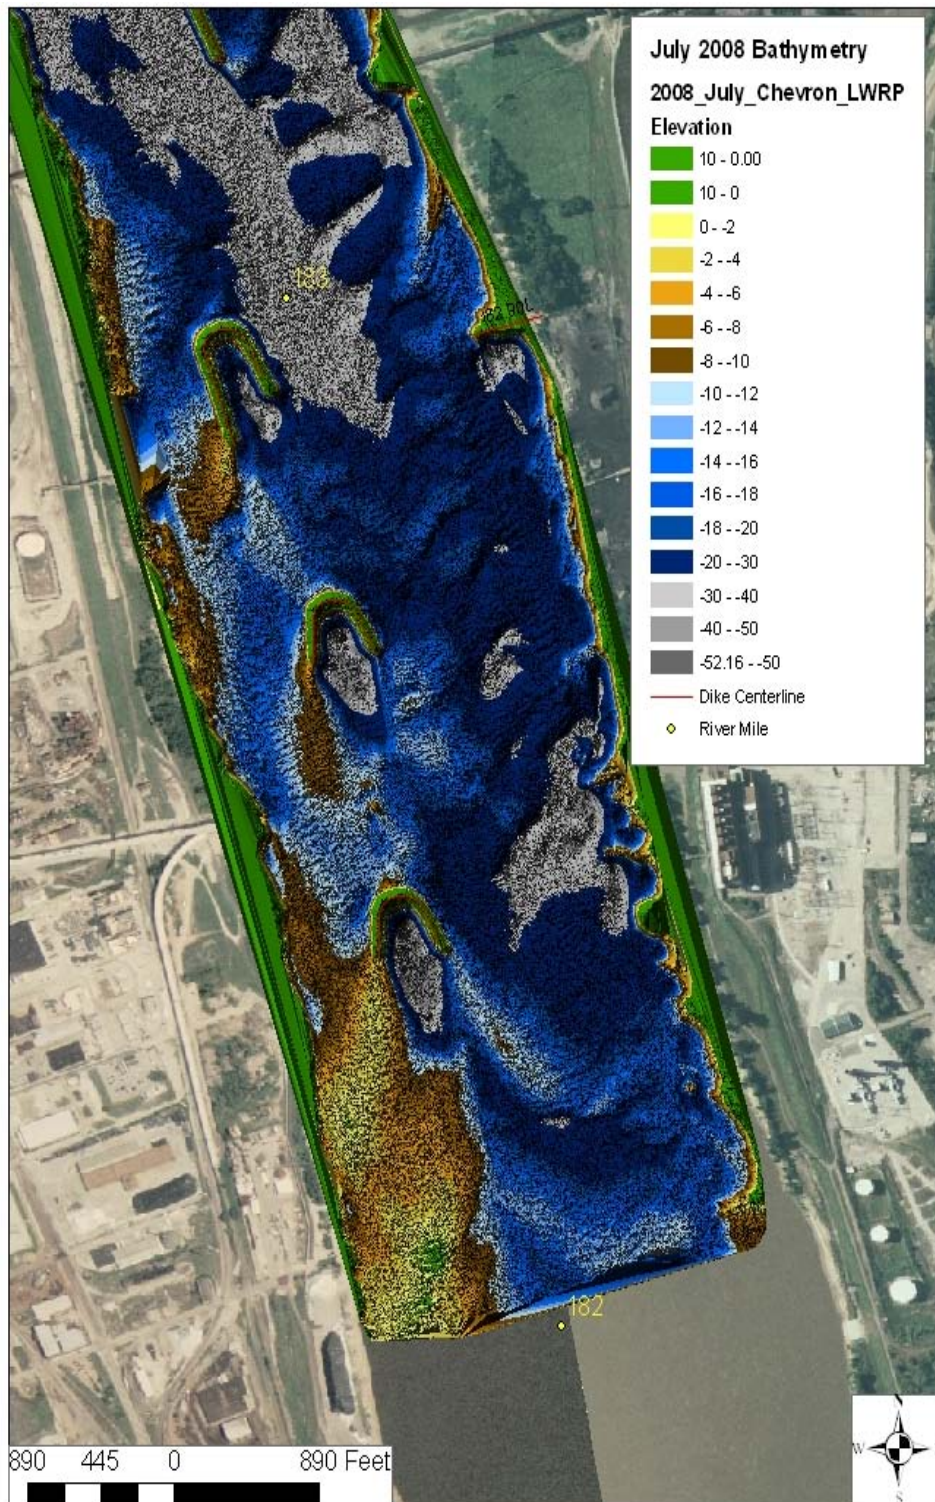 July 2008 Bathymetry
2008_July_Chevron_LWRP
Elevation
10 - 0.00
10 - 0
0 - -2
-2 - -4
-4 - -6
-6 - -8
-8 - -10
-10 - -12
-12 - -14
-14 - -16
-16 - -18
-18 - -20
-20 - -30
-30 - -40
-40 - -50
-52.16 - -50
Dike Centerline
River Mile
183
182.90L
182
N
W
S
890 445 0 890 Feet